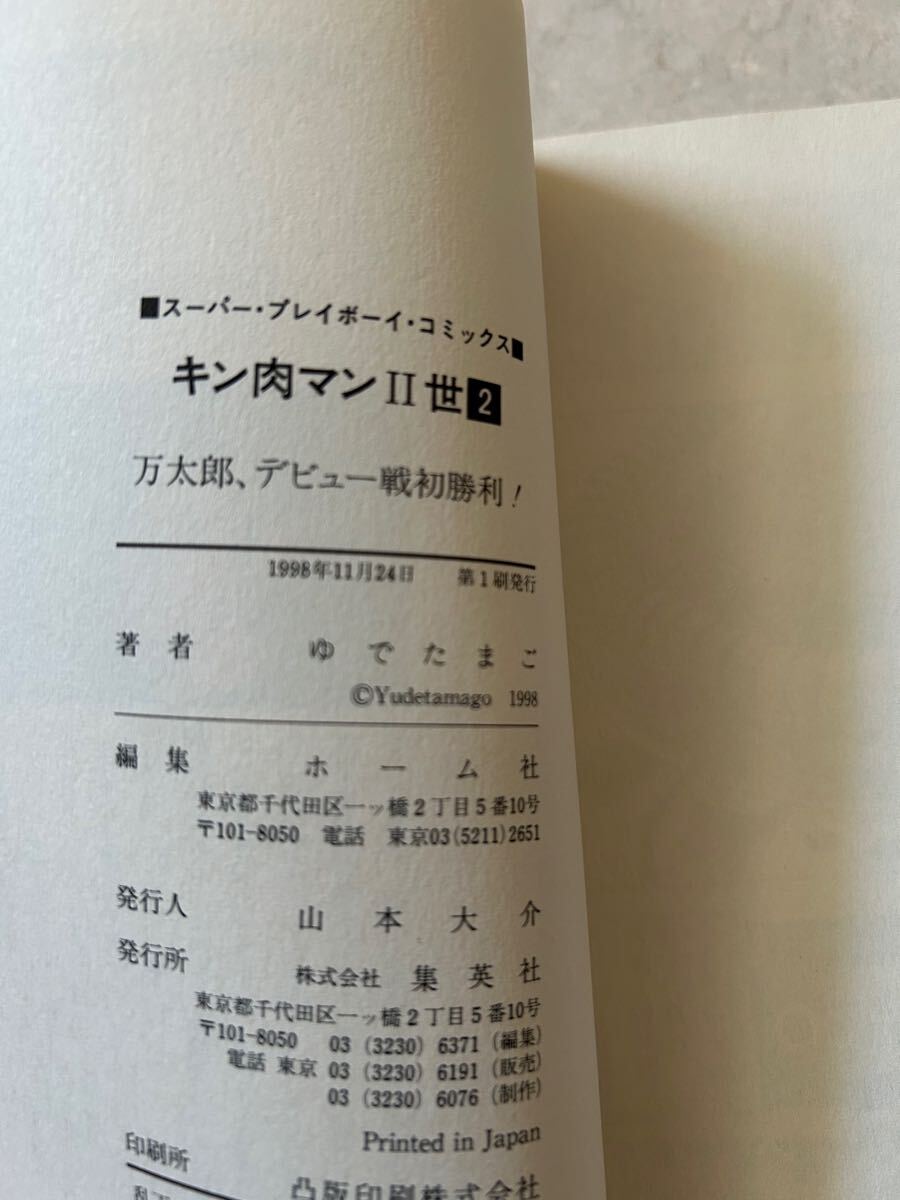 ■スーパー・プレイボーイ・コミックス■
キン肉マンII世2
万太郎、デビュー戦初勝利!
1998年11月24日 第1刷発行
著者 ゆでたまご
©Yudetamago 1998
編集 ホーム社
東京都千代田区一ッ橋2丁目5番10号
〒101-8050 電話 東京03(5211)2651
発行人 山本大介
発行所 株式会社 集英社
東京都千代田区一ッ橋2丁目5番10号
〒101-8050 03 (3230) 6371 (編集)
電話 東京 03 (3230) 6191 (販売)
03 (3230) 6076 (制作)
Printed in Japan
印刷所 凸版印刷株式会社